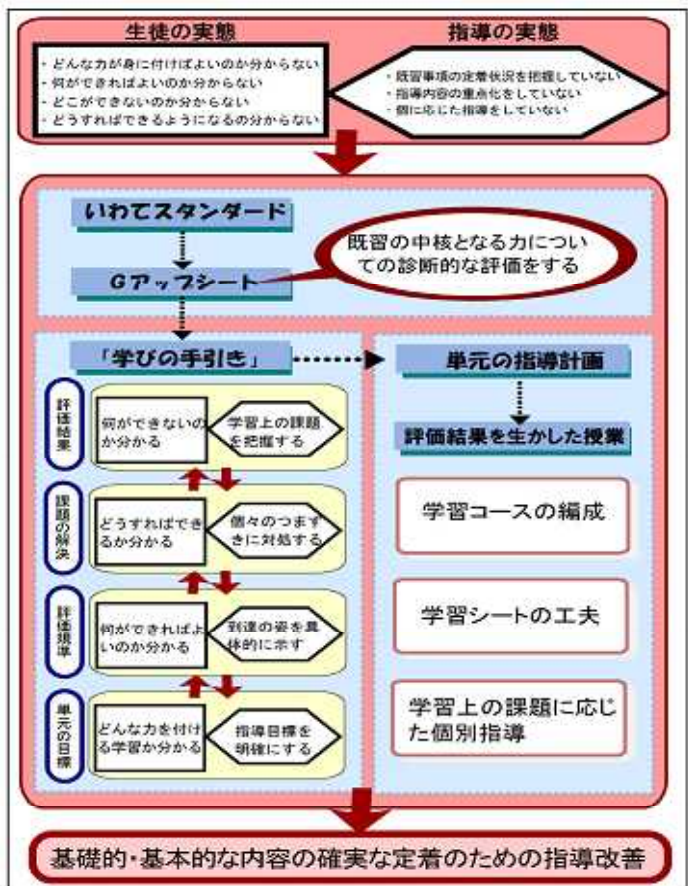 生徒の実態
・どんな力が身に付けばよいのか分からない
・何ができればよいのか分からない
・どこができないのか分からない
・どうすればできるようになるの分からない
指導の実態
・既習事項の定着状況を把握していない
・指導内容の重点化をしていない
・個に応じた指導をしていない
いわてスタンダード
Gアップシート
既習の中核となる力につい
ての診断的な評価をする
「学びの手引き」
評価結果
何ができないの
か分かる
学習上の課題
を把握する
課題の解決
どうすればでき
るか分かる
個々のつまず
きに対処する
評価規準
何ができればよ
いのか分かる
到達の姿を具
体的に示す
単元の目標
どんな力を付け
る学習か分かる
指導目標を
明確にする
単元の指導計画
評価結果を生かした授業
学習コースの編成
学習シートの工夫
学習上の課題に応じ
た個別指導
基礎的・基本的な内容の確実な定着のための指導改善